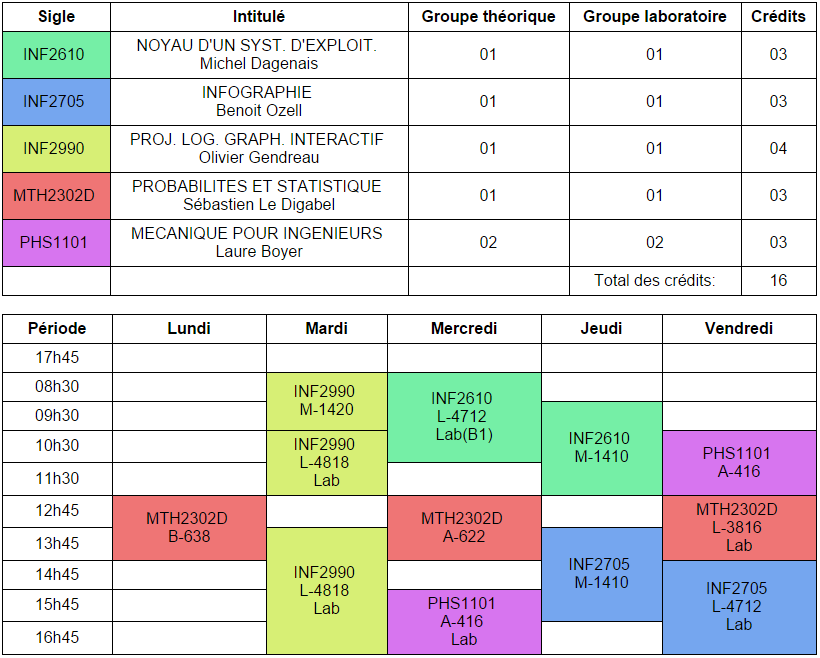 Sigle Intitulé Groupe théorique Groupe laboratoire Crédits
INF2610 NOYAU D'UN SYST. D'EXPLOIT. 01 01 03
Michel Dagenais
INF2705 INFOGRAPHIE 01 01 03
Benoit Ozell
INF2990 PROJ. LOG. GRAPH. INTERACTIF 01 01 04
Olivier Gendreau
MTH2302D PROBABILITES ET STATISTIQUE 01 01 03
Sébastien Le Digabel
PHS1101 MECANIQUE POUR INGENIEURS 02 02 03
Laure Boyer
Total des crédits: 16
Période Lundi Mardi Mercredi Jeudi Vendredi
17h45
08h30
INF2990
M-1420
INF2610
L-4712
Lab(B1)
09h30
INF2610
M-1410
10h30
INF2990
L-4818
Lab
PHS1101
A-416
11h30
12h45
MTH2302D
B-638
MTH2302D
A-622
MTH2302D
L-3816
Lab
13h45
INF2990
L-4818
Lab
INF2705
M-1410
14h45
INF2705
L-4712
Lab
15h45
PHS1101
A-416
Lab
16h45